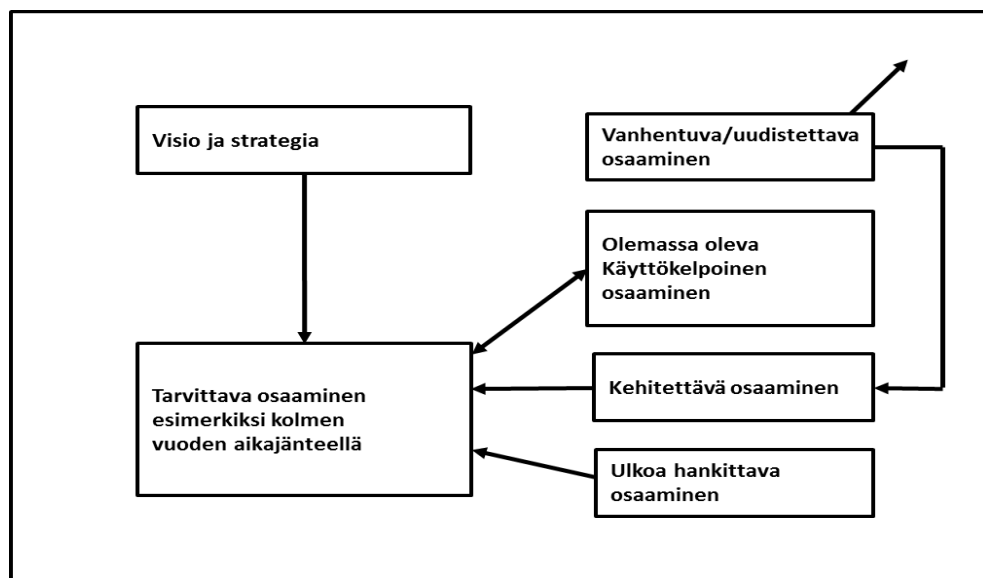 Visio ja strategia
Vanhentuva/uudistettava
osaaminen
Olemassa oleva
Käyttökelpoinen
osaaminen
Tarvittava osaaminen
esimerkiksi kolmen
vuoden aikajänteellä
Kehitettävä osaaminen
Ulkoa hankittava
osaaminen